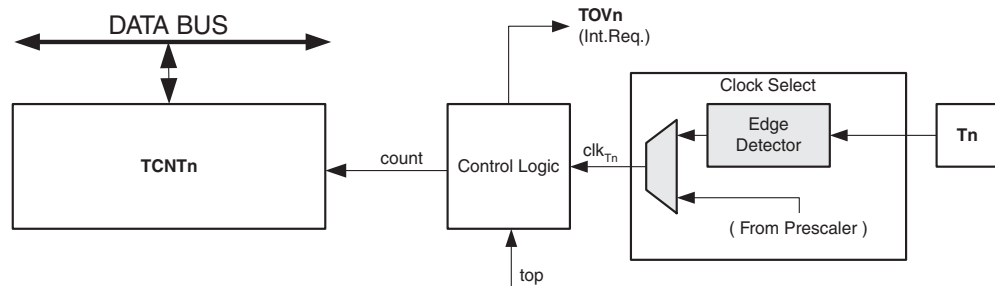 DATA BUS
TOVn
(Int.Req.)
Clock Select
TCNTn
count
Control Logic
clkTn
Edge
Detector
Tn
( From Prescaler )
top